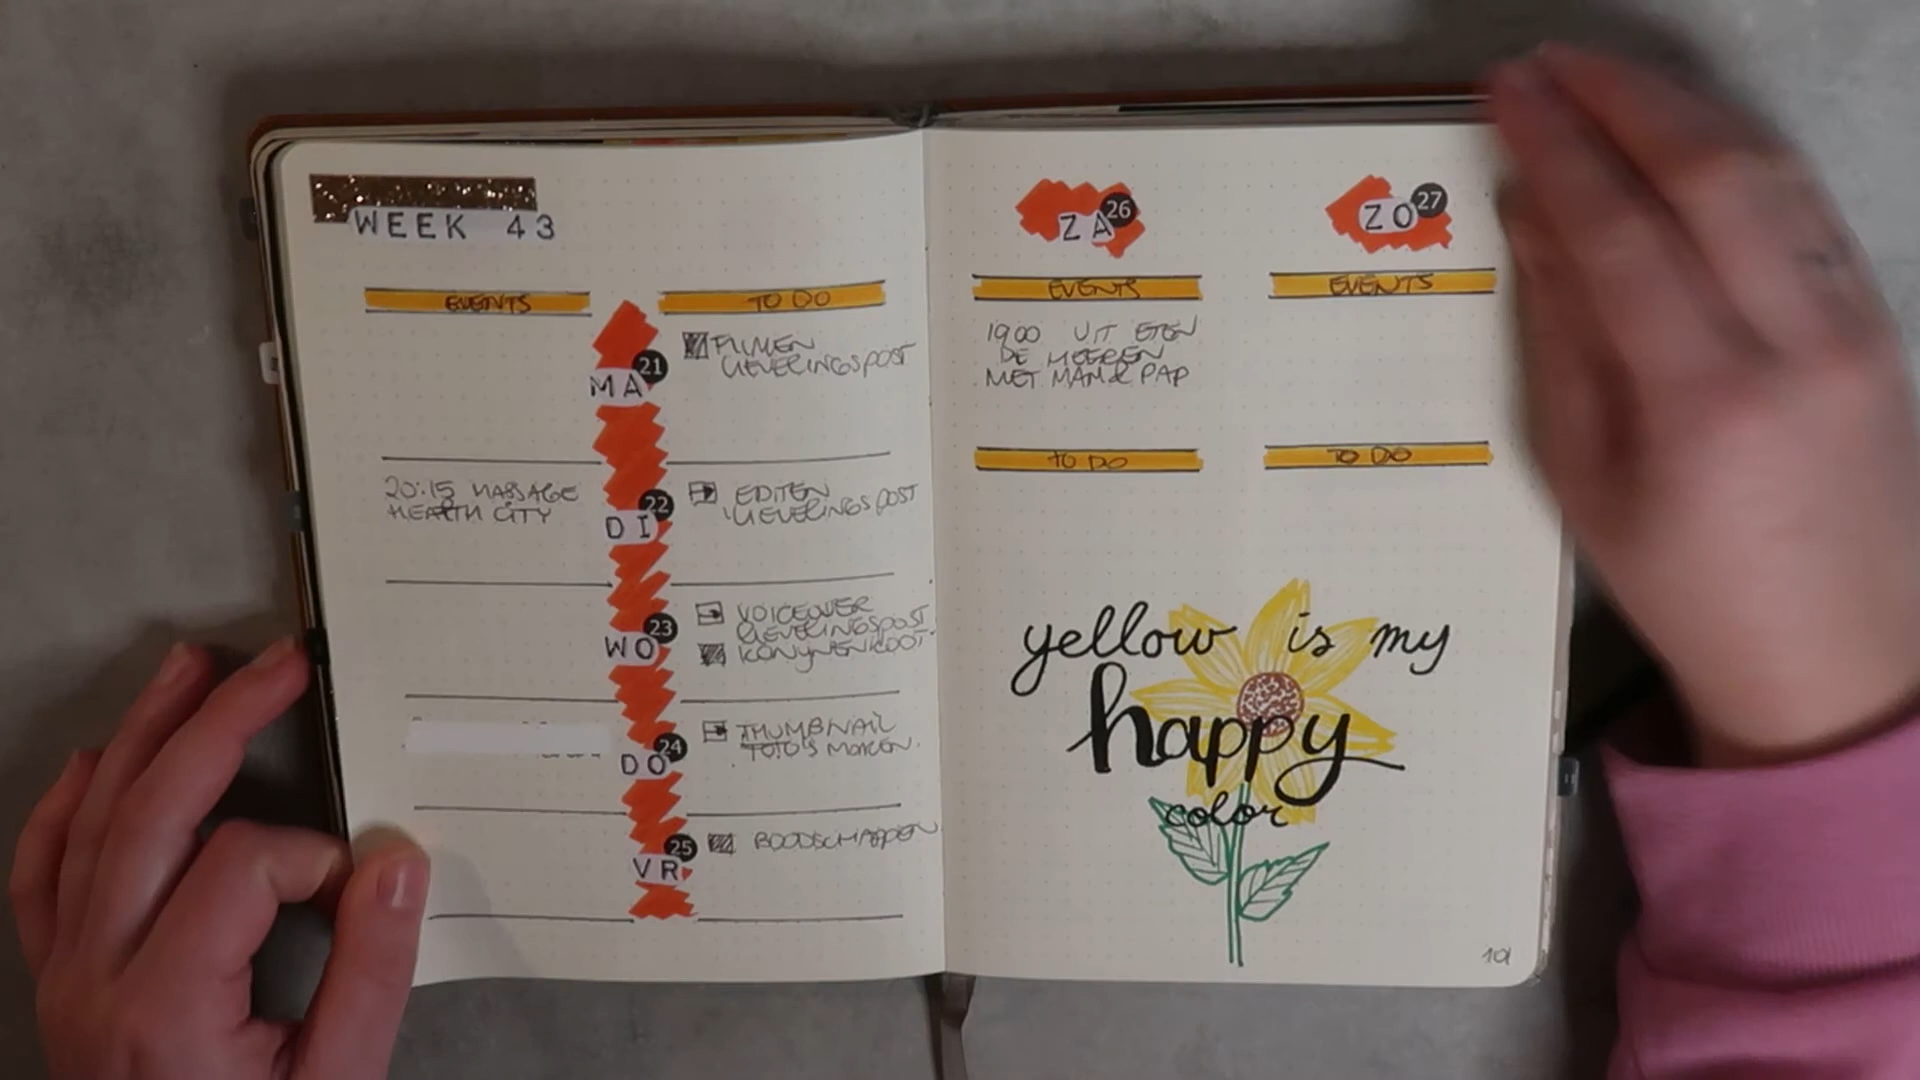 WEEK 43
EVENTS
TO DO
21
MA
FILMEN
LIEVELINGSPOST
20:15 MASSAGE
HEALTH CITY
22
DI
EDITEN
LIEVELINGSPOST
23
WO
VOICEOVER
LIEVELINGSPOST
KONIJNENHOOT
24
DO
THUMBNAIL
FOTO'S MAKEN.
25
VR
BOODSCHAPPEN
26
ZA
EVENTS
19:00 UIT ETEN
DE MEEREN
MET MAM & PAP
TO DO
27
ZO
EVENTS
TO DO
yellow is my
happy
color
101